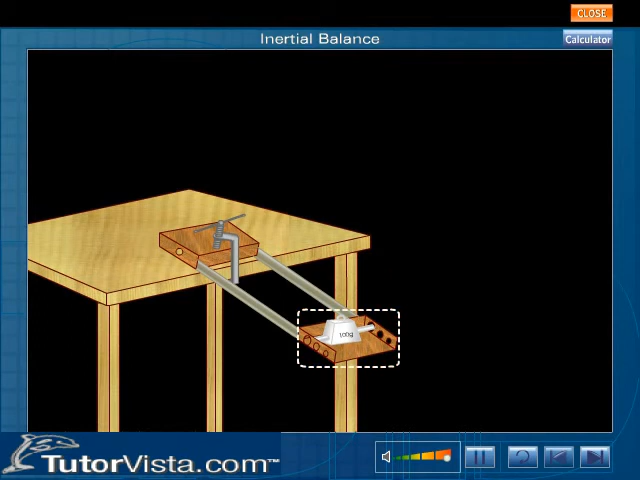 CLOSE
Inertial Balance
Calculator
100g
TutorVista.com™